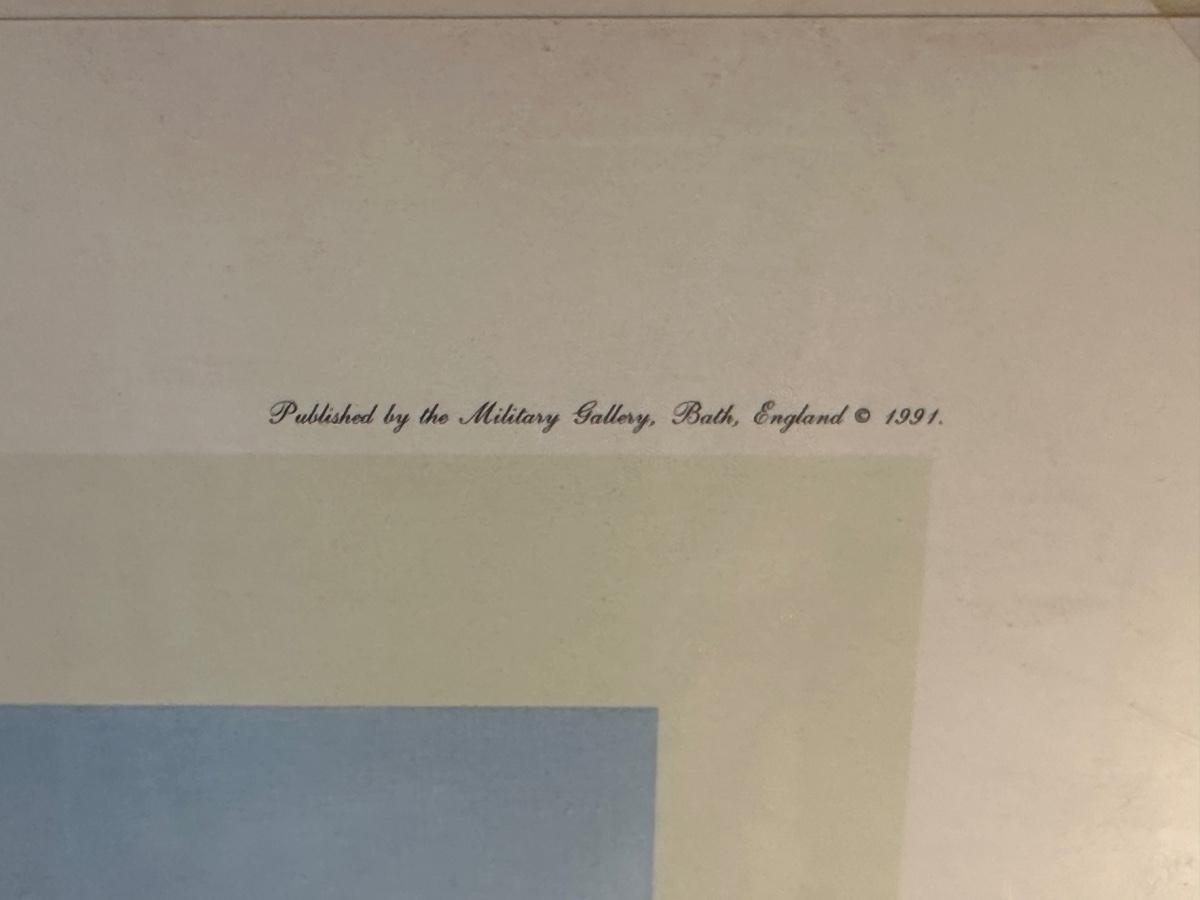 Published by the Military Gallery, Bath, England © 1991.